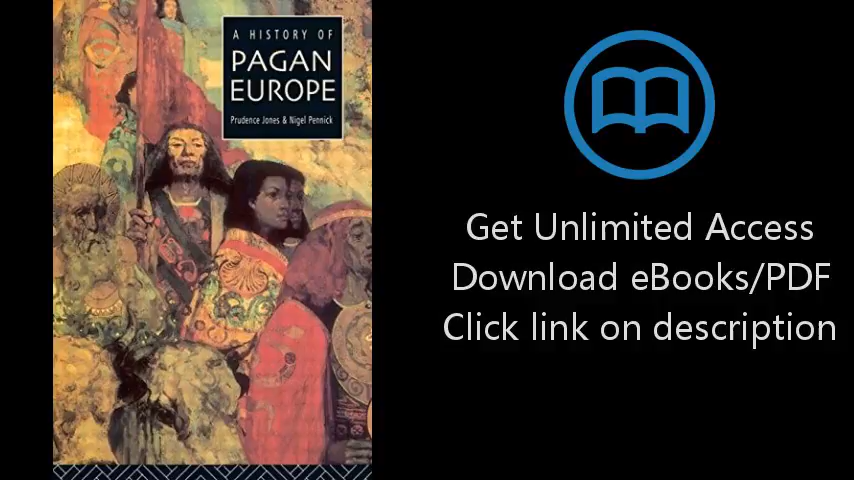 A HISTORY OF
PAGAN
EUROPE
Prudence Jones & Nigel Pennick
Get Unlimited Access
Download eBooks/PDF
Click link on description